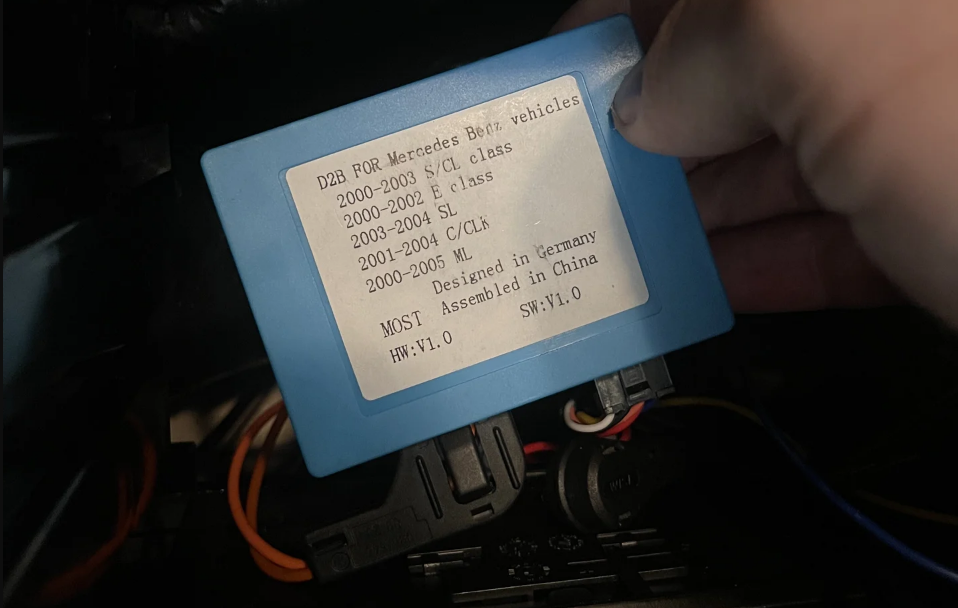 D2B FOR Mercedes Benz vehicles
2000-2003 S/CL class
2000-2002 E class
2003-2004 SL
2001-2004 C/CLK
2000-2005 ML
Designed in Germany
MOST Assembled in China
HW:V1.0 SW:V1.0